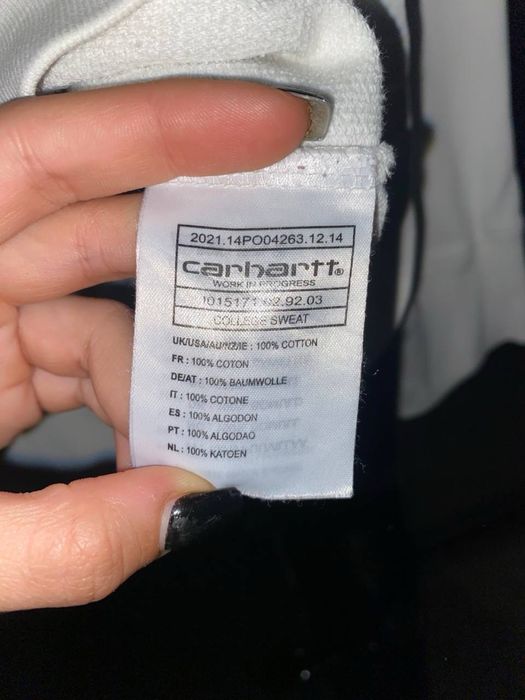 2021.14PO04263.12.14
carhartt®
WORK IN PROGRESS
I015171 02.92.03
COLLEGE SWEAT
UK/USA/AU/NZ/IE : 100% COTTON
FR : 100% COTON
DE/AT : 100% BAUMWOLLE
IT : 100% COTONE
ES : 100% ALGODON
PT : 100% ALGODAO
NL : 100% KATOEN